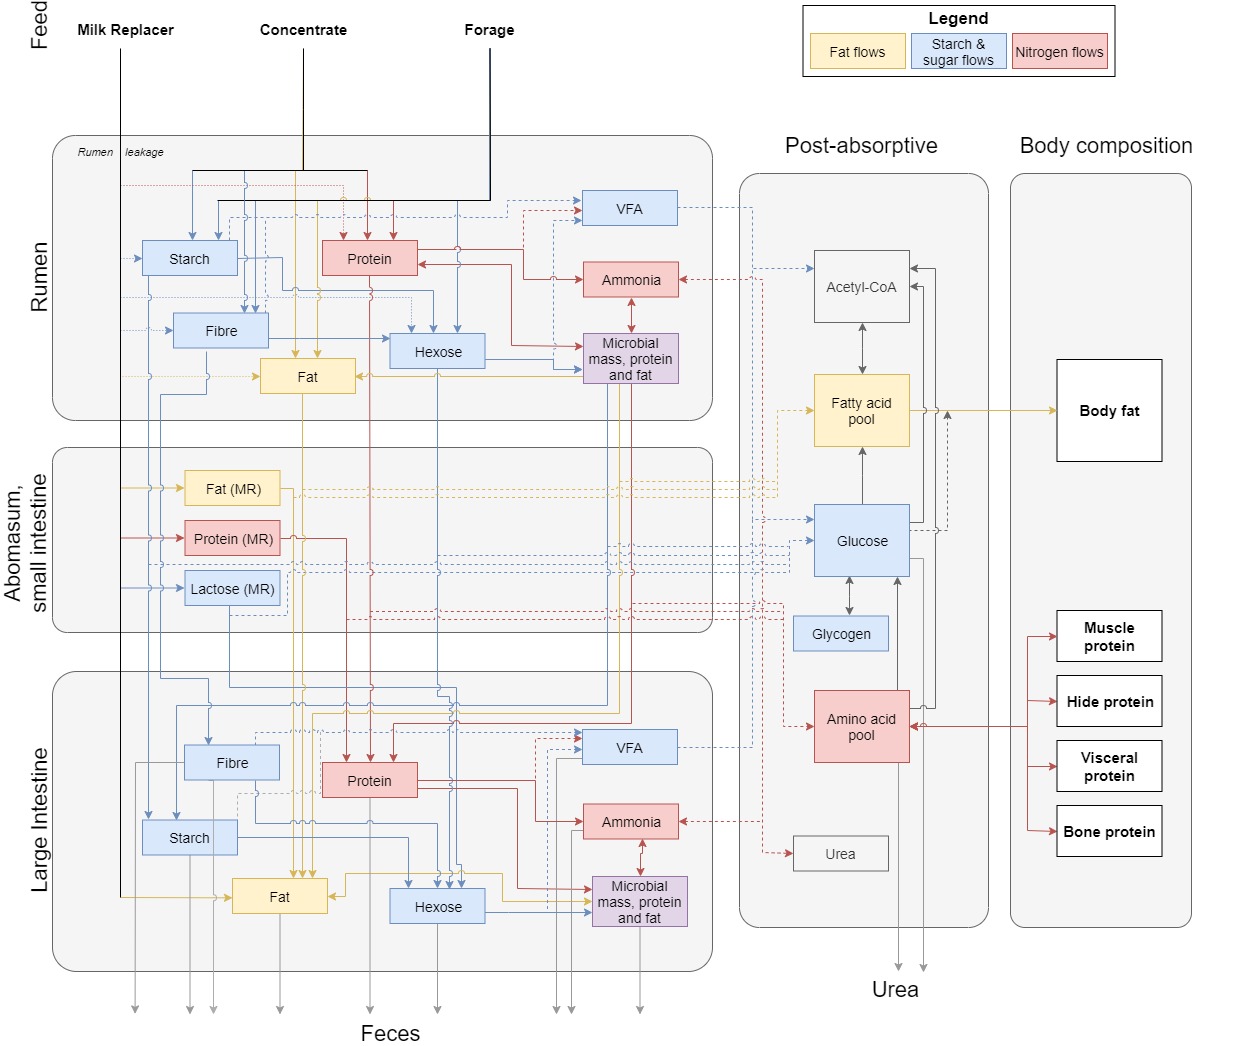 Feed
Milk Replacer
Concentrate
Forage
Legend
Fat flows
Starch &
sugar flows
Nitrogen flows
Rumen
Rumen leakage
Starch
Protein
VFA
Ammonia
Fibre
Hexose
Microbial
mass, protein
and fat
Fat
Abomasum,
small intestine
Fat (MR)
Protein (MR)
Lactose (MR)
Large Intestine
Fibre
Protein
VFA
Starch
Ammonia
Fat
Hexose
Microbial
mass, protein
and fat
Feces
Post-absorptive
Acetyl-CoA
Fatty acid
pool
Glucose
Glycogen
Amino acid
pool
Urea
Urea
Body composition
Body fat
Muscle
protein
Hide protein
Visceral
protein
Bone protein